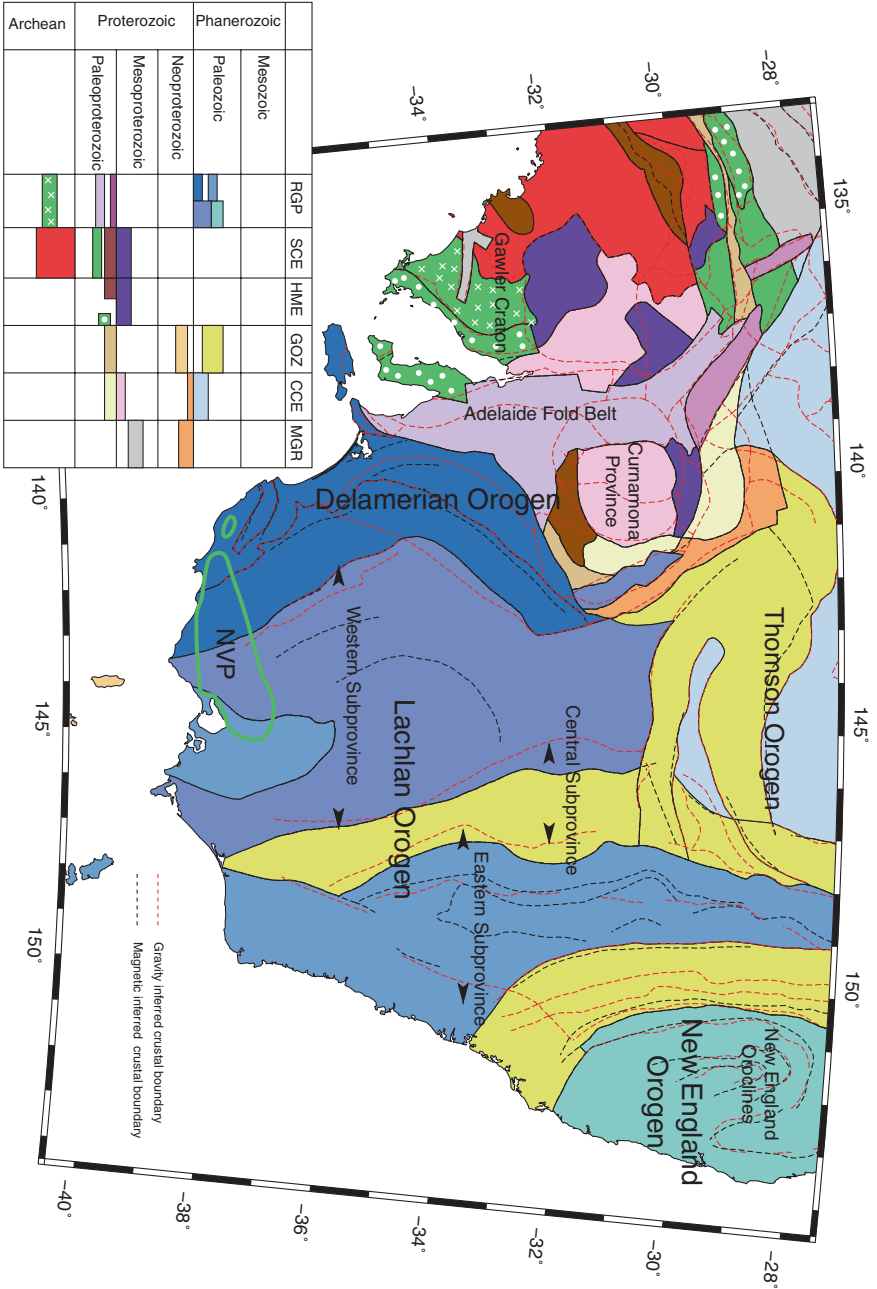 Archean
Proterozoic
Phanerozoic
Paleoproterozoic
Mesoproterozoic
Neoproterozoic
Paleozoic
Mesozoic
RGP
SCE
HME
GOZ
CCE
MGR
135°
140°
145°
150°
−28°
−30°
−32°
−34°
Gawler Craton
Adelaide Fold Belt
Curnamona
Province
Delamerian Orogen
Thomson Orogen
Lachlan Orogen
Western Subprovince
Central Subprovince
Eastern Subprovince
NVP
New England
Orogen
New England
Oroclines
Gravity inferred crustal boundary
Magnetic inferred crustal boundary
140°
145°
150°
−40°
−38°
−36°
−34°
−32°
−30°
−28°